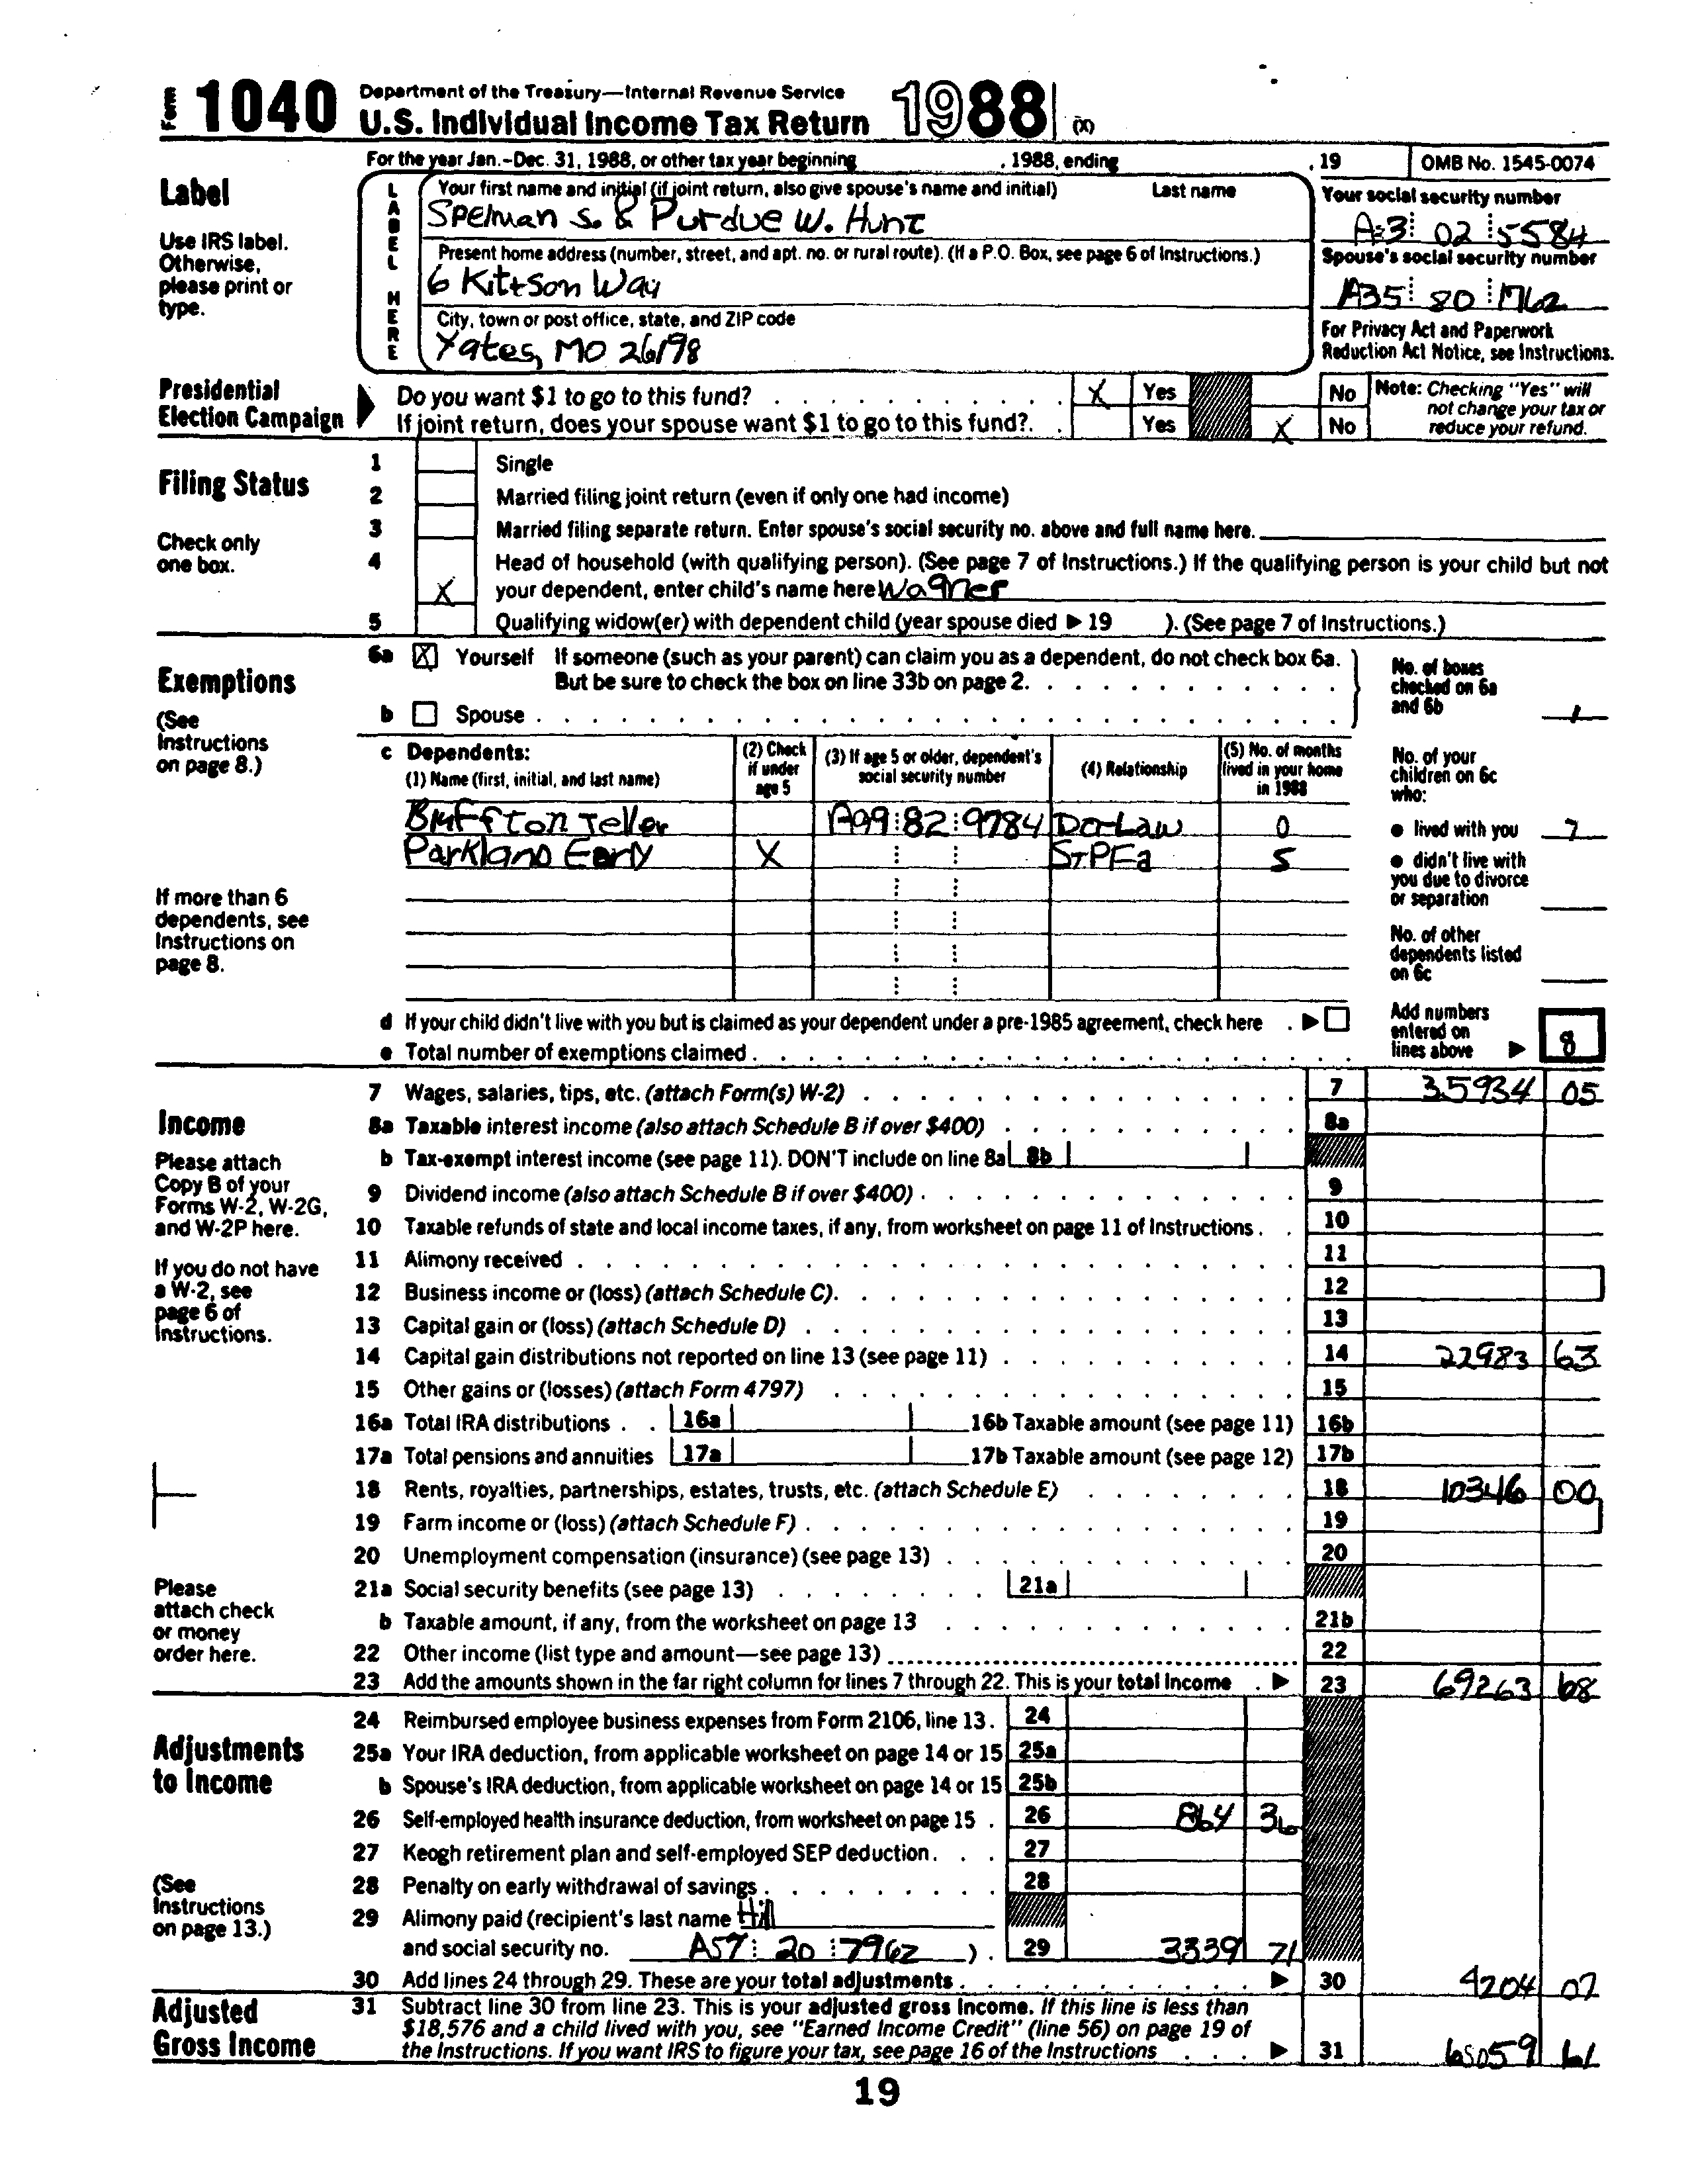 Form 1040 Department of the Treasury—Internal Revenue Service
U.S. Individual Income Tax Return 1988 (X)
For the year Jan.–Dec. 31, 1988, or other tax year beginning , 1988, ending , 19 OMB No. 1545-0074
Label
Use IRS label.
Otherwise,
please print or
type.
LABEL HERE
Your first name and initial (if joint return, also give spouse's name and initial) Last name
Spelman S. & Purdue W. Hunt
Present home address (number, street, and apt. no. or rural route). (If a P.O. Box, see page 6 of Instructions.)
6 Kittson Way
City, town or post office, state, and ZIP code
Yates, MO 26198
Your social security number
A-3 02 5584
Spouse's social security number
A35 80 1762
For Privacy Act and Paperwork
Reduction Act Notice, see Instructions.
Presidential
Election Campaign
Do you want $1 to go to this fund? X Yes No
If joint return, does your spouse want $1 to go to this fund?. Yes X No
Note: Checking "Yes" will
not change your tax or
reduce your refund.
Filing Status
Check only
one box.
1 Single
2 Married filing joint return (even if only one had income)
3 Married filing separate return. Enter spouse's social security no. above and full name here.
4 Head of household (with qualifying person). (See page 7 of Instructions.) If the qualifying person is your child but not
X your dependent, enter child's name here Wagner
5 Qualifying widow(er) with dependent child (year spouse died ▶ 19 ). (See page 7 of Instructions.)
Exemptions
(See
Instructions
on page 8.)
6a X Yourself If someone (such as your parent) can claim you as a dependent, do not check box 6a.
But be sure to check the box on line 33b on page 2.
b Spouse
No. of boxes
checked on 6a
and 6b 1
c Dependents:
(1) Name (first, initial, and last name)
(2) Check
if under
age 5
(3) If age 5 or older, dependent's
social security number
(4) Relationship
(5) No. of months
lived in your home
in 1988
Bluffton Teller A99 82 9784 Da-Law 0
Parkland Early X STPFa 5
No. of your
children on 6c
who:
● lived with you 7
● didn't live with
you due to divorce
or separation
No. of other
dependents listed
on 6c
If more than 6
dependents, see
Instructions on
page 8.
d If your child didn't live with you but is claimed as your dependent under a pre-1985 agreement, check here ▶
e Total number of exemptions claimed
Add numbers
entered on
lines above ▶ 8
Income
Please attach
Copy B of your
Forms W-2, W-2G,
and W-2P here.
If you do not have
a W-2, see
page 6 of
Instructions.
Please
attach check
or money
order here.
7 Wages, salaries, tips, etc. (attach Form(s) W-2) 7 35934 05
8a Taxable interest income (also attach Schedule B if over $400) 8a
b Tax-exempt interest income (see page 11). DON'T include on line 8a 8b
9 Dividend income (also attach Schedule B if over $400) 9
10 Taxable refunds of state and local income taxes, if any, from worksheet on page 11 of Instructions 10
11 Alimony received 11
12 Business income or (loss) (attach Schedule C). 12
13 Capital gain or (loss) (attach Schedule D) 13
14 Capital gain distributions not reported on line 13 (see page 11) 14 22983 63
15 Other gains or (losses) (attach Form 4797) 15
16a Total IRA distributions 16a 16b Taxable amount (see page 11) 16b
17a Total pensions and annuities 17a 17b Taxable amount (see page 12) 17b
18 Rents, royalties, partnerships, estates, trusts, etc. (attach Schedule E) 18 10346 00
19 Farm income or (loss) (attach Schedule F) 19
20 Unemployment compensation (insurance) (see page 13) 20
21a Social security benefits (see page 13) 21a
b Taxable amount, if any, from the worksheet on page 13 21b
22 Other income (list type and amount—see page 13) 22
23 Add the amounts shown in the far right column for lines 7 through 22. This is your total income ▶ 23 69263 68
Adjustments
to Income
(See
Instructions
on page 13.)
24 Reimbursed employee business expenses from Form 2106, line 13. 24
25a Your IRA deduction, from applicable worksheet on page 14 or 15 25a
b Spouse's IRA deduction, from applicable worksheet on page 14 or 15 25b
26 Self-employed health insurance deduction, from worksheet on page 15 26 864 36
27 Keogh retirement plan and self-employed SEP deduction. 27
28 Penalty on early withdrawal of savings 28
29 Alimony paid (recipient's last name Hill
and social security no. A57 20 7962 ). 29 3339 71
30 Add lines 24 through 29. These are your total adjustments ▶ 30 4204 07
Adjusted
Gross Income
31 Subtract line 30 from line 23. This is your adjusted gross income. If this line is less than
$18,576 and a child lived with you, see "Earned Income Credit" (line 56) on page 19 of
the Instructions. If you want IRS to figure your tax, see page 16 of the Instructions ▶ 31 65059 61
19